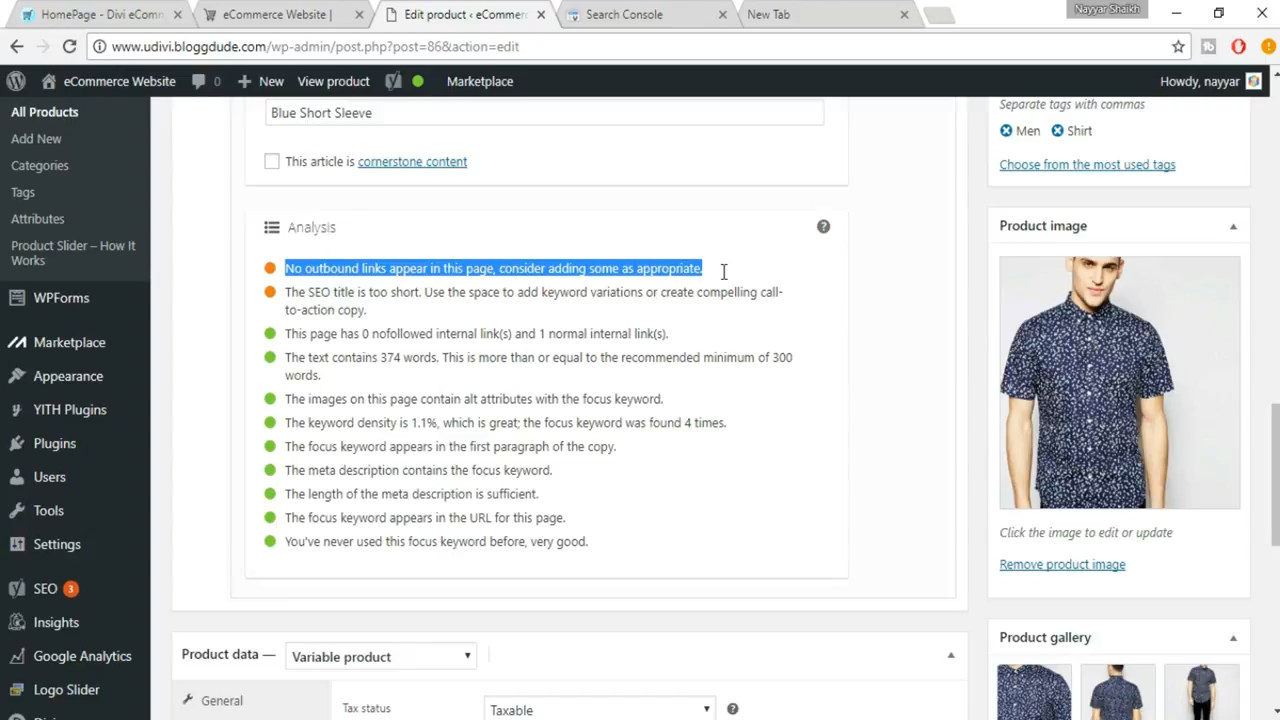 HomePage - Divi eComm
eCommerce Website |
Edit product ‹ eCommerc
Search Console
New Tab
Nayyar Shaikh
www.udivi.bloggdude.com/wp-admin/post.php?post=86&action=edit
eCommerce Website
0
New
View product
Marketplace
Howdy, nayyar
All Products
Add New
Categories
Tags
Attributes
Product Slider – How It
Works
WPForms
Marketplace
Appearance
YITH Plugins
Plugins
Users
Tools
Settings
SEO 3
Insights
Google Analytics
Logo Slider
Blue Short Sleeve
This article is cornerstone content
Analysis
No outbound links appear in this page, consider adding some as appropriate.
The SEO title is too short. Use the space to add keyword variations or create compelling call-
to-action copy.
This page has 0 nofollowed internal link(s) and 1 normal internal link(s).
The text contains 374 words. This is more than or equal to the recommended minimum of 300
words.
The images on this page contain alt attributes with the focus keyword.
The keyword density is 1.1%, which is great; the focus keyword was found 4 times.
The focus keyword appears in the first paragraph of the copy.
The meta description contains the focus keyword.
The length of the meta description is sufficient.
The focus keyword appears in the URL for this page.
You've never used this focus keyword before, very good.
Product data —
Variable product
General
Tax status
Taxable
Separate tags with commas
Men
Shirt
Choose from the most used tags
Product image
Click the image to edit or update
Remove product image
Product gallery